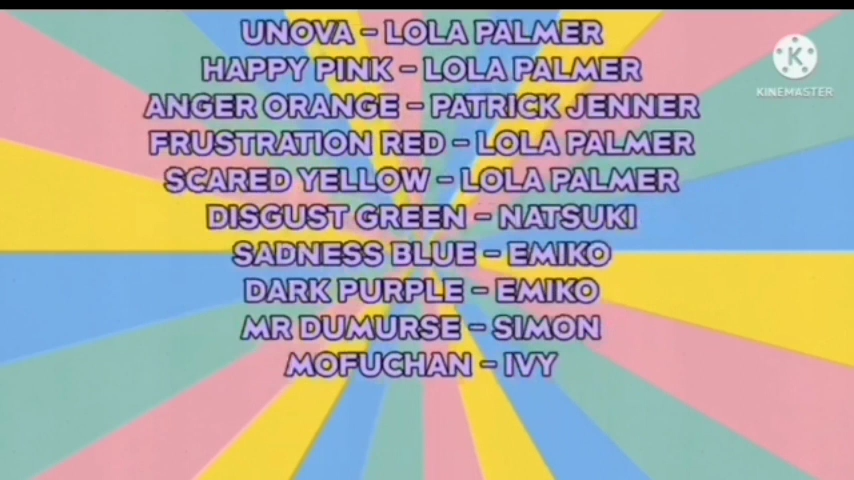 UNOVA - LOLA PALMER
HAPPY PINK - LOLA PALMER
ANGER ORANGE - PATRICK JENNER
FRUSTRATION RED - LOLA PALMER
SCARED YELLOW - LOLA PALMER
DISGUST GREEN - NATSUKI
SADNESS BLUE - EMIKO
DARK PURPLE - EMIKO
MR DUMURSE - SIMON
MOFUCHAN - IVY
K
KINEMASTER